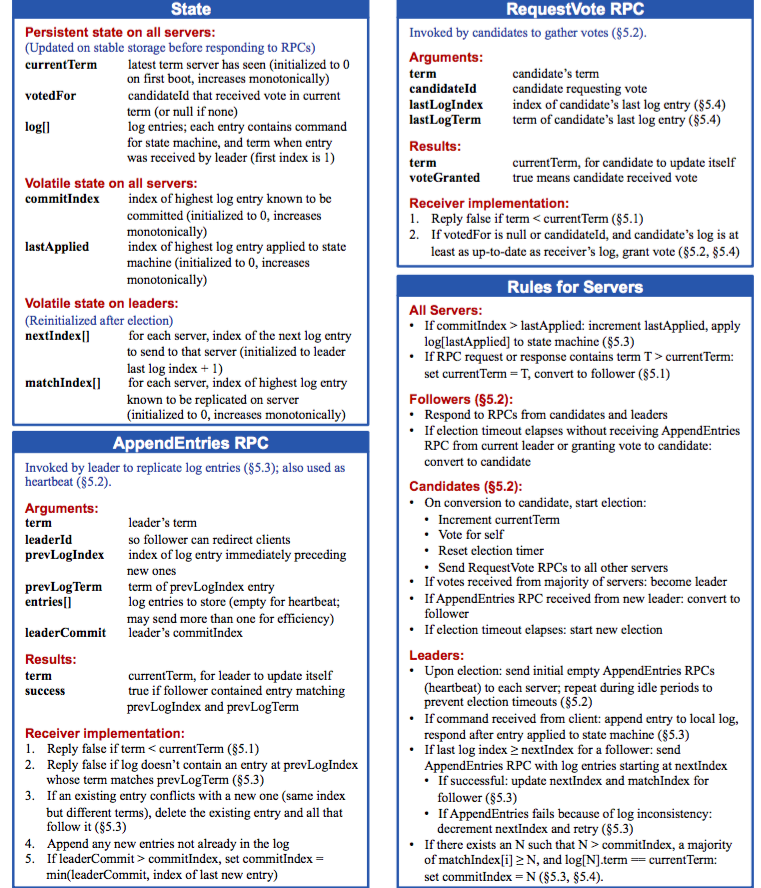 State
Persistent state on all servers:
(Updated on stable storage before responding to RPCs)
currentTerm latest term server has seen (initialized to 0
on first boot, increases monotonically)
votedFor candidateId that received vote in current
term (or null if none)
log[] log entries; each entry contains command
for state machine, and term when entry
was received by leader (first index is 1)
Volatile state on all servers:
commitIndex index of highest log entry known to be
committed (initialized to 0, increases
monotonically)
lastApplied index of highest log entry applied to state
machine (initialized to 0, increases
monotonically)
Volatile state on leaders:
(Reinitialized after election)
nextIndex[] for each server, index of the next log entry
to send to that server (initialized to leader
last log index + 1)
matchIndex[] for each server, index of highest log entry
known to be replicated on server
(initialized to 0, increases monotonically)
AppendEntries RPC
Invoked by leader to replicate log entries (§5.3); also used as
heartbeat (§5.2).
Arguments:
term leader's term
leaderId so follower can redirect clients
prevLogIndex index of log entry immediately preceding
new ones
prevLogTerm term of prevLogIndex entry
entries[] log entries to store (empty for heartbeat;
may send more than one for efficiency)
leaderCommit leader's commitIndex
Results:
term currentTerm, for leader to update itself
success true if follower contained entry matching
prevLogIndex and prevLogTerm
Receiver implementation:
1. Reply false if term < currentTerm (§5.1)
2. Reply false if log doesn't contain an entry at prevLogIndex
whose term matches prevLogTerm (§5.3)
3. If an existing entry conflicts with a new one (same index
but different terms), delete the existing entry and all that
follow it (§5.3)
4. Append any new entries not already in the log
5. If leaderCommit > commitIndex, set commitIndex =
min(leaderCommit, index of last new entry)
RequestVote RPC
Invoked by candidates to gather votes (§5.2).
Arguments:
term candidate's term
candidateId candidate requesting vote
lastLogIndex index of candidate's last log entry (§5.4)
lastLogTerm term of candidate's last log entry (§5.4)
Results:
term currentTerm, for candidate to update itself
voteGranted true means candidate received vote
Receiver implementation:
1. Reply false if term < currentTerm (§5.1)
2. If votedFor is null or candidateId, and candidate's log is at
least as up-to-date as receiver's log, grant vote (§5.2, §5.4)
Rules for Servers
All Servers:
• If commitIndex > lastApplied: increment lastApplied, apply
log[lastApplied] to state machine (§5.3)
• If RPC request or response contains term T > currentTerm:
set currentTerm = T, convert to follower (§5.1)
Followers (§5.2):
• Respond to RPCs from candidates and leaders
• If election timeout elapses without receiving AppendEntries
RPC from current leader or granting vote to candidate:
convert to candidate
Candidates (§5.2):
• On conversion to candidate, start election:
• Increment currentTerm
• Vote for self
• Reset election timer
• Send RequestVote RPCs to all other servers
• If votes received from majority of servers: become leader
• If AppendEntries RPC received from new leader: convert to
follower
• If election timeout elapses: start new election
Leaders:
• Upon election: send initial empty AppendEntries RPCs
(heartbeat) to each server; repeat during idle periods to
prevent election timeouts (§5.2)
• If command received from client: append entry to local log,
respond after entry applied to state machine (§5.3)
• If last log index ≥ nextIndex for a follower: send
AppendEntries RPC with log entries starting at nextIndex
• If successful: update nextIndex and matchIndex for
follower (§5.3)
• If AppendEntries fails because of log inconsistency:
decrement nextIndex and retry (§5.3)
• If there exists an N such that N > commitIndex, a majority
of matchIndex[i] ≥ N, and log[N].term == currentTerm:
set commitIndex = N (§5.3, §5.4).